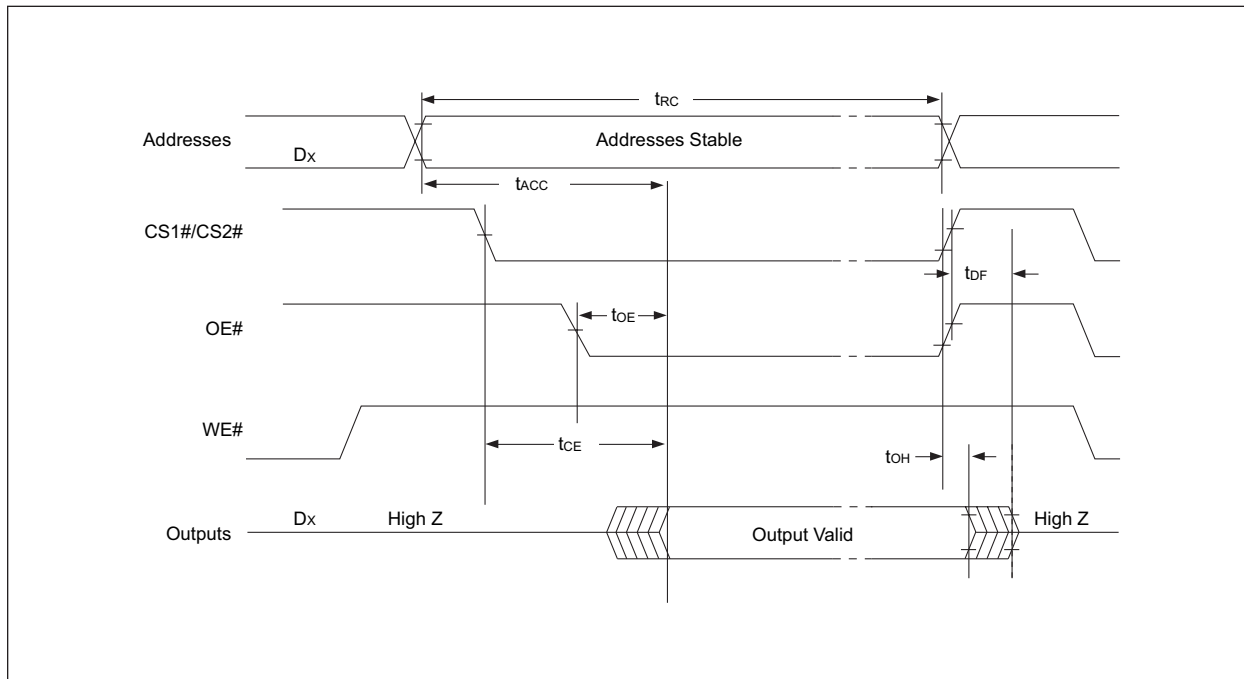 tRC
Addresses
Addresses Stable
Dx
tACC
CS1#/CS2#
tDF
OE#
tOE
WE#
tCE
tOH
Outputs
Dx
High Z
Output Valid
High Z